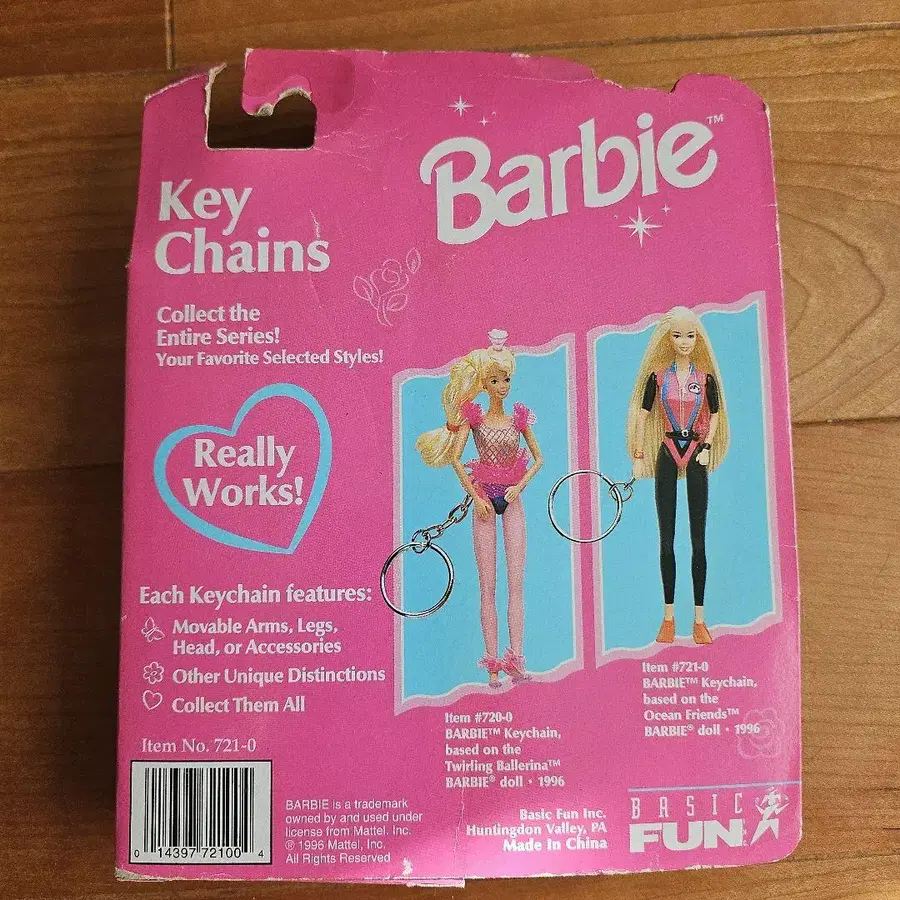 Barbie™
Key
Chains
Collect the
Entire Series!
Your Favorite Selected Styles!
Really
Works!
Each Keychain features:
Movable Arms, Legs,
Head, or Accessories
Other Unique Distinctions
Collect Them All
Item No. 721-0
0 14397 72100 4
BARBIE is a trademark
owned by and used under
license from Mattel, Inc.
® 1996 Mattel, Inc.
All Rights Reserved
Item #720-0
BARBIE™ Keychain,
based on the
Twirling Ballerina™
BARBIE® doll • 1996
Item #721-0
BARBIE™ Keychain,
based on the
Ocean Friends™
BARBIE® doll • 1996
Basic Fun Inc.
Huntingdon Valley, PA
Made in China
BASIC
FUN